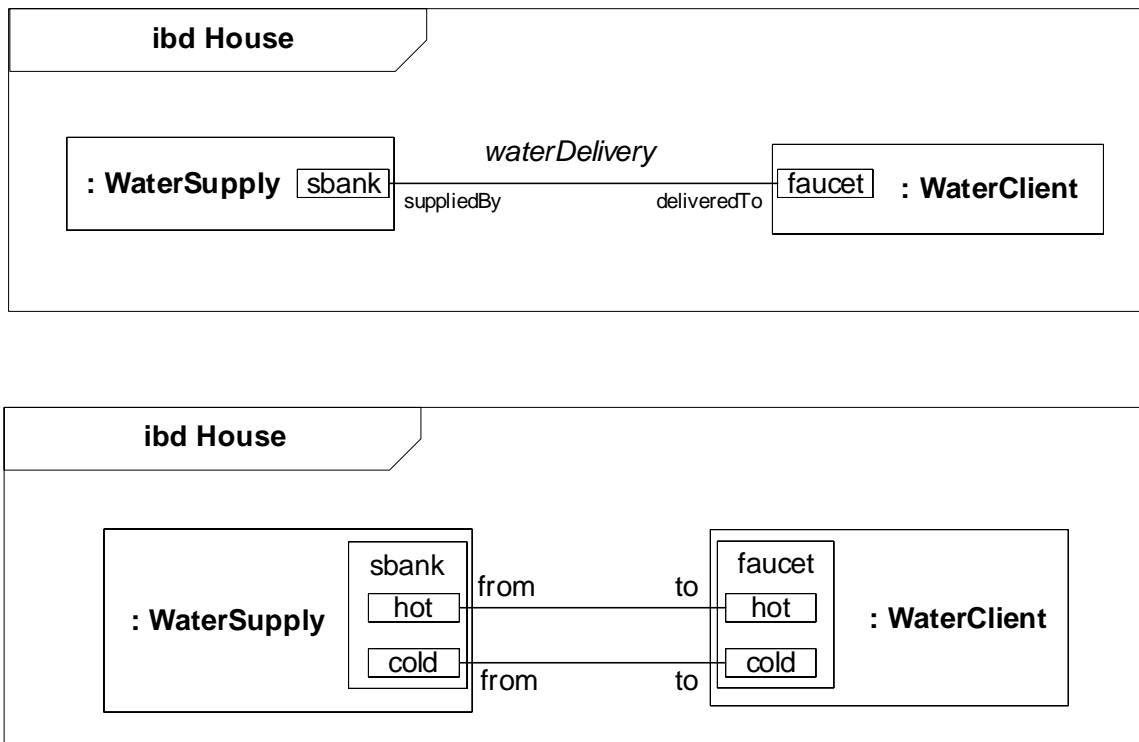 ibd House
waterDelivery
: WaterSupply sbank faucet : WaterClient
suppliedBy deliveredTo
ibd House
sbank faucet
from to
hot hot
: WaterSupply : WaterClient
cold cold
from to